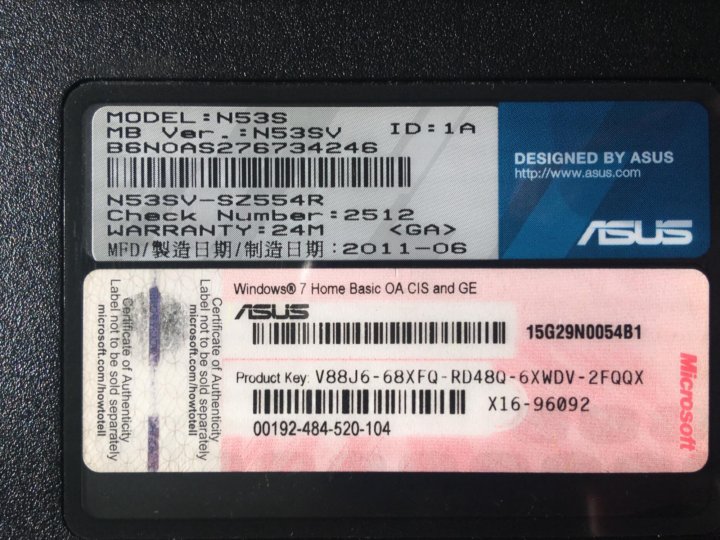 MODEL:N53S
MB Ver.:N53SV ID:1A
B6N0AS276734246
N53SV-SZ554R
Check Number:2512
WARRANTY:24M <GA>
MFD/製造日期/制造日期:2011-06
DESIGNED BY ASUS
http://www.asus.com
ASUS
Certificate of Authenticity
Label not to be sold separately
microsoft.com/howtotell
Certificate of Authenticity
Label not to be sold separately
microsoft.com/howtotell
Windows® 7 Home Basic OA CIS and GE
ASUS
15G29N0054B1
Product Key: V88J6-68XFQ-RD48Q-6XWDV-2FQQX
X16-96092
00192-484-520-104
Microsoft